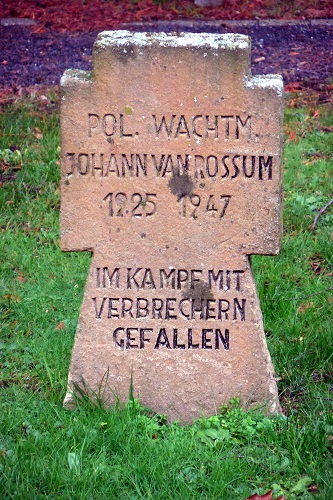 POL. WACHTM.
JOHANN VAN ROSSUM
1925 1947
IM KAMPF MIT
VERBRECHERN
GEFALLEN